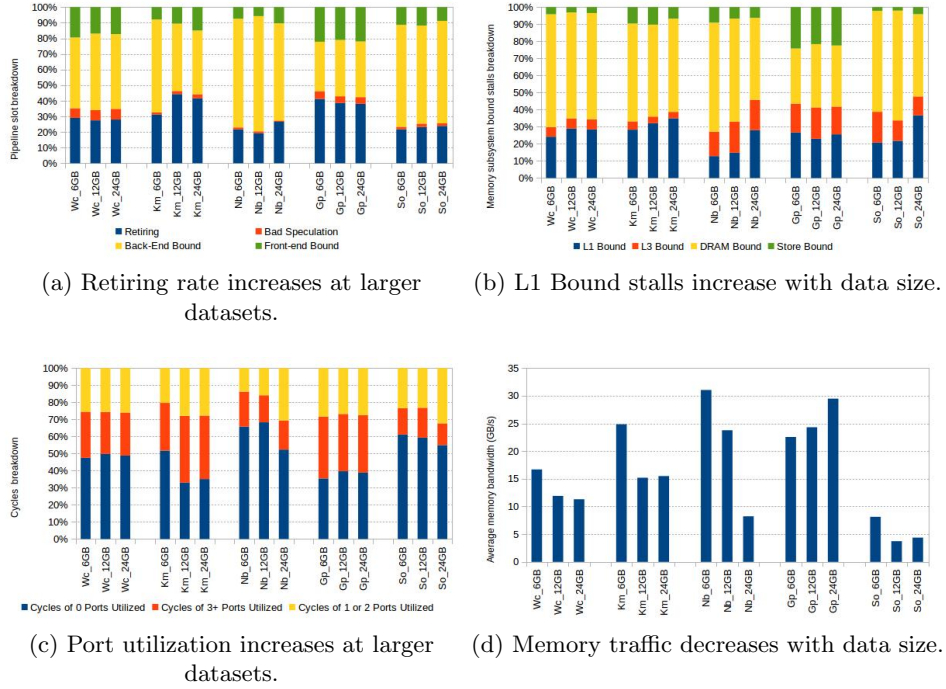 100%
90%
80%
70%
60%
50%
40%
30%
20%
10%
0%
Pipeline slot breakdown
Wc_6GB
Wc_12GB
Wc_24GB
Km_6GB
Km_12GB
Km_24GB
Nb_6GB
Nb_12GB
Nb_24GB
Gp_6GB
Gp_12GB
Gp_24GB
So_6GB
So_12GB
So_24GB
Retiring Bad Speculation
Back-End Bound Front-end Bound
(a) Retiring rate increases at larger
datasets.
100%
90%
80%
70%
60%
50%
40%
30%
20%
10%
0%
Memory subsystem bound stalls breakdown
Wc_6GB
Wc_12GB
Wc_24GB
Km_6GB
Km_12GB
Km_24GB
Nb_6GB
Nb_12GB
Nb_24GB
Gp_6GB
Gp_12GB
Gp_24GB
So_6GB
So_12GB
So_24GB
L1 Bound L3 Bound DRAM Bound Store Bound
(b) L1 Bound stalls increase with data size.
100%
90%
80%
70%
60%
50%
40%
30%
20%
10%
0%
Cycles breakdown
Wc_6GB
Wc_12GB
Wc_24GB
Km_6GB
Km_12GB
Km_24GB
Nb_6GB
Nb_12GB
Nb_24GB
Gp_6GB
Gp_12GB
Gp_24GB
So_6GB
So_12GB
So_24GB
Cycles of 0 Ports Utilized Cycles of 3+ Ports Utilized Cycles of 1 or 2 Ports Utilized
(c) Port utilization increases at larger
datasets.
35
30
25
20
15
10
5
0
Average memory bandwidth (GB/s)
Wc_6GB
Wc_12GB
Wc_24GB
Km_6GB
Km_12GB
Km_24GB
Nb_6GB
Nb_12GB
Nb_24GB
Gp_6GB
Gp_12GB
Gp_24GB
So_6GB
So_12GB
So_24GB
(d) Memory traffic decreases with data size.